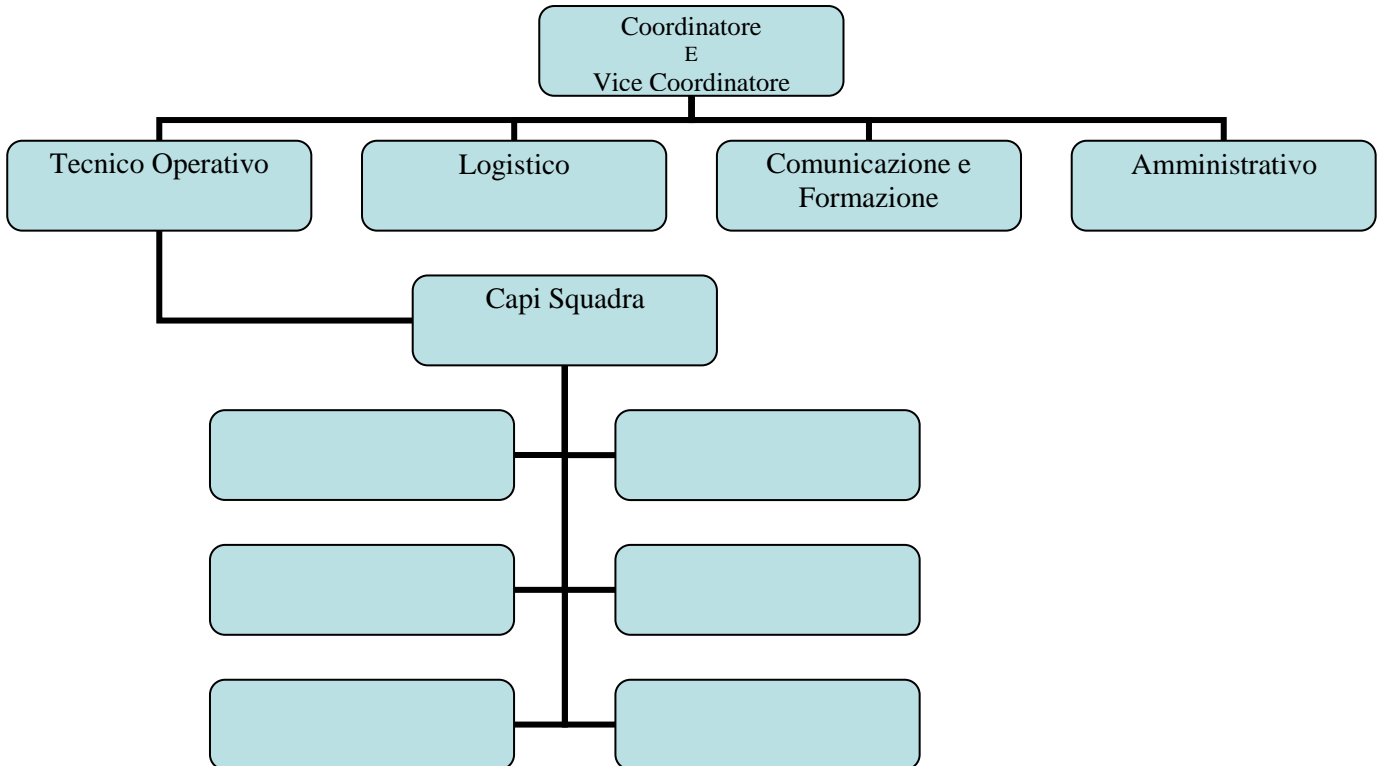 Coordinatore
E
Vice Coordinatore
Tecnico Operativo
Logistico
Comunicazione e
Formazione
Amministrativo
Capi Squadra